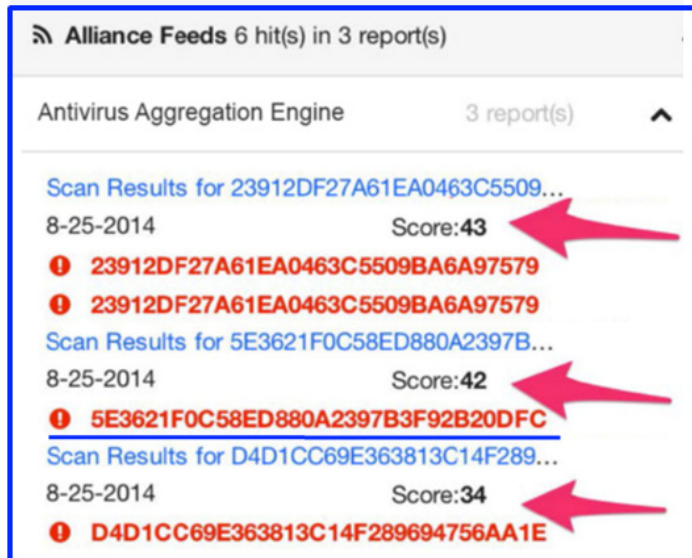 Alliance Feeds 6 hit(s) in 3 report(s)
Antivirus Aggregation Engine 3 report(s)
Scan Results for 23912DF27A61EA0463C5509...
8-25-2014 Score:43
23912DF27A61EA0463C5509BA6A97579
23912DF27A61EA0463C5509BA6A97579
Scan Results for 5E3621F0C58ED880A2397B...
8-25-2014 Score:42
5E3621F0C58ED880A2397B3F92B20DFC
Scan Results for D4D1CC69E363813C14F289...
8-25-2014 Score:34
D4D1CC69E363813C14F289694756AA1E